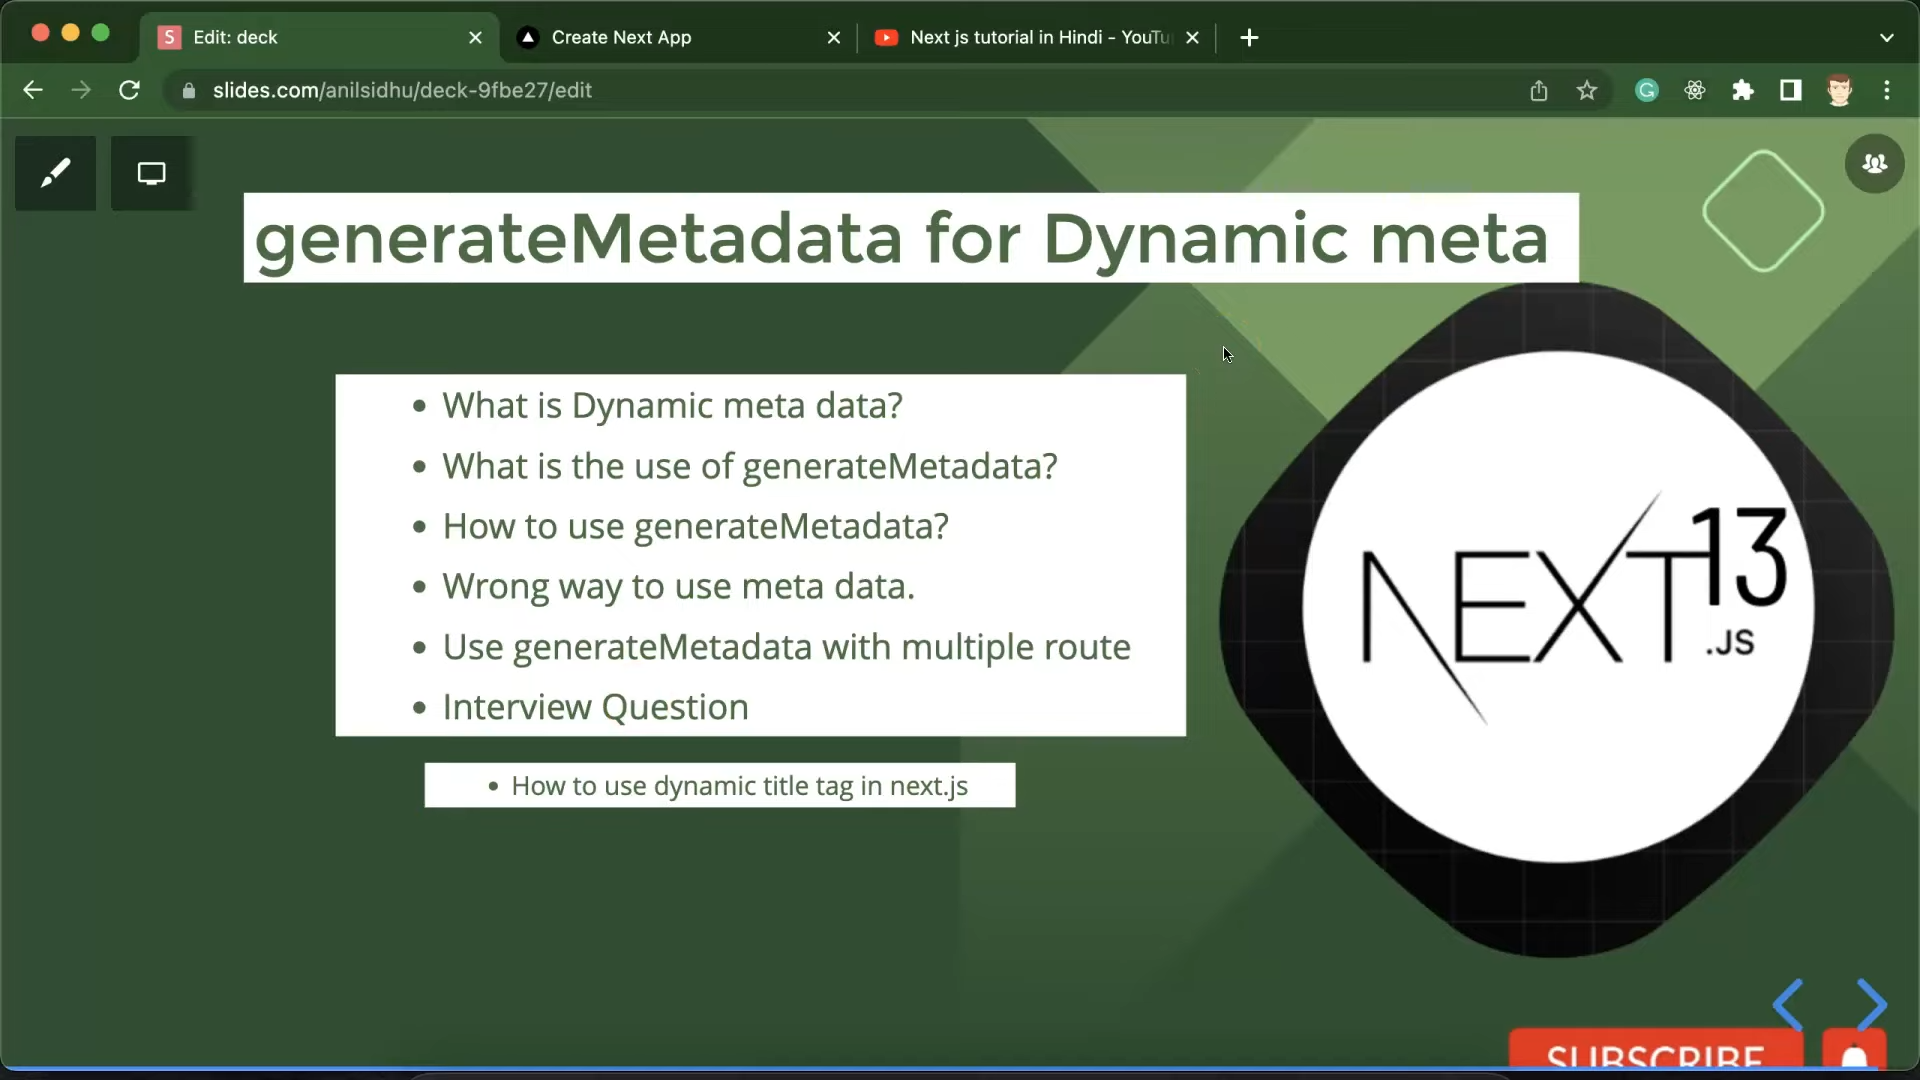 S Edit: deck
Create Next App
Next js tutorial in Hindi - YouTu
slides.com/anilsidhu/deck-9fbe27/edit
generateMetadata for Dynamic meta
• What is Dynamic meta data?
• What is the use of generateMetadata?
• How to use generateMetadata?
• Wrong way to use meta data.
• Use generateMetadata with multiple route
• Interview Question
• How to use dynamic title tag in next.js
NEXT13
.JS
SUBSCRIBE